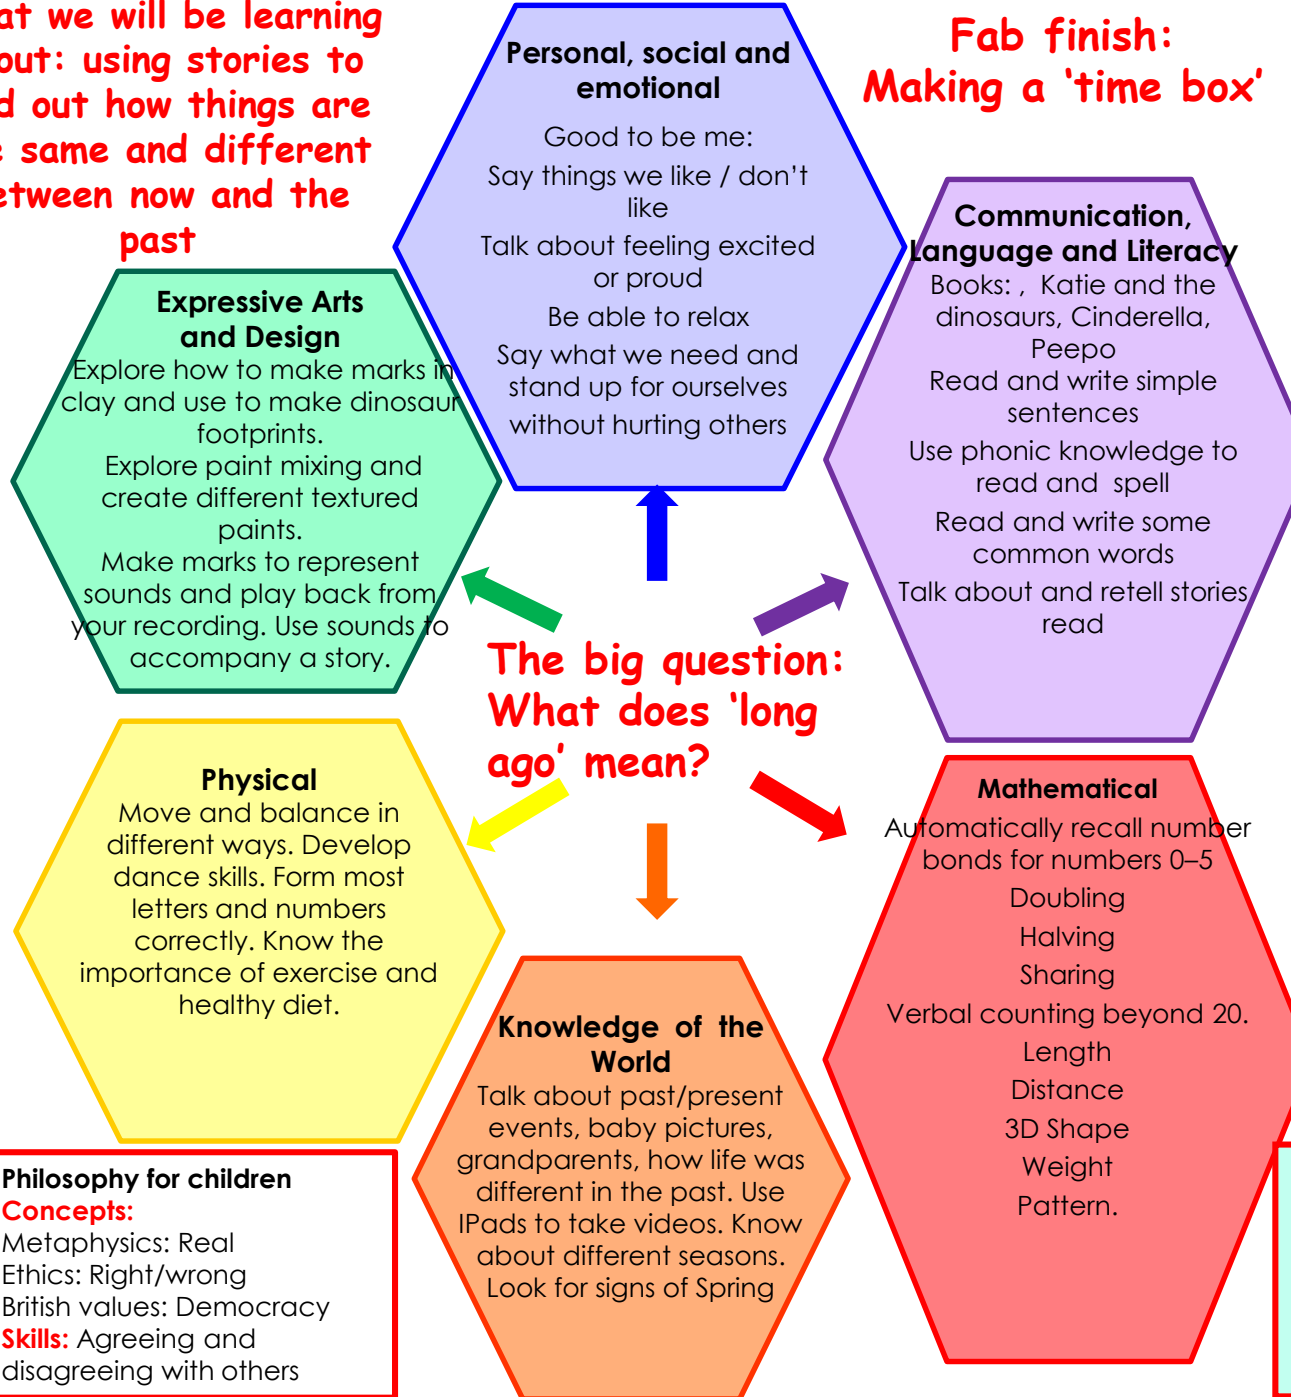 at we will be learning
out: using stories to
d out how things are
e same and different
etween now and the
past
Fab finish:
Making a ‘time box’
Personal, social and
emotional
Good to be me:
Say things we like / don’t
like
Talk about feeling excited
or proud
Be able to relax
Say what we need and
stand up for ourselves
without hurting others
Communication,
Language and Literacy
Books: , Katie and the
dinosaurs, Cinderella,
Peepo
Read and write simple
sentences
Use phonic knowledge to
read and spell
Read and write some
common words
Talk about and retell stories
read
Expressive Arts
and Design
Explore how to make marks in
clay and use to make dinosaur
footprints.
Explore paint mixing and
create different textured
paints.
Make marks to represent
sounds and play back from
your recording. Use sounds to
accompany a story.
The big question:
What does ‘long
ago’ mean?
Physical
Move and balance in
different ways. Develop
dance skills. Form most
letters and numbers
correctly. Know the
importance of exercise and
healthy diet.
Mathematical
Automatically recall number
bonds for numbers 0–5
Doubling
Halving
Sharing
Verbal counting beyond 20.
Length
Distance
3D Shape
Weight
Pattern.
Knowledge of the
World
Talk about past/present
events, baby pictures,
grandparents, how life was
different in the past. Use
IPads to take videos. Know
about different seasons.
Look for signs of Spring
Philosophy for children
Concepts:
Metaphysics: Real
Ethics: Right/wrong
British values: Democracy
Skills: Agreeing and
disagreeing with others